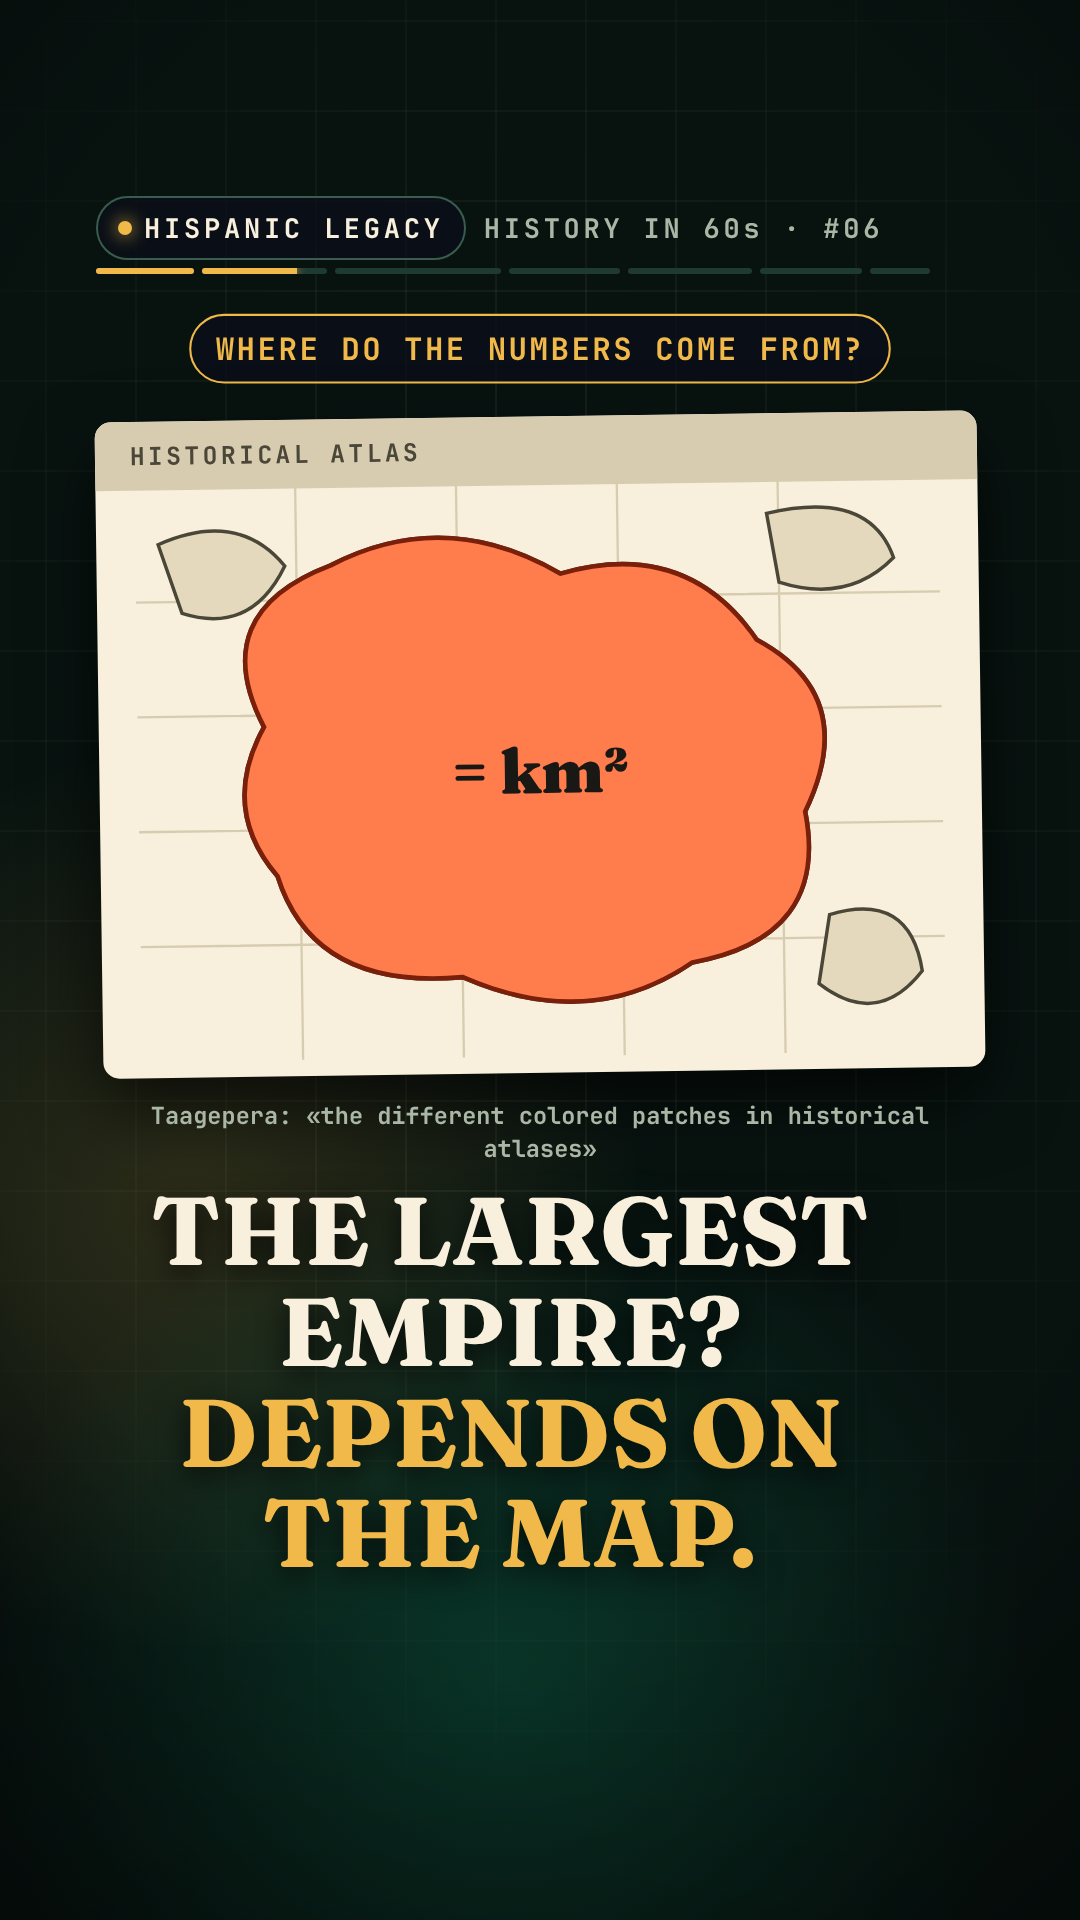 HISPANIC LEGACY
HISTORY IN 60s · #06
WHERE DO THE NUMBERS COME FROM?
HISTORICAL ATLAS
= km²
Taagepera: «the different colored patches in historical
atlases»
THE LARGEST
EMPIRE?
DEPENDS ON
THE MAP.